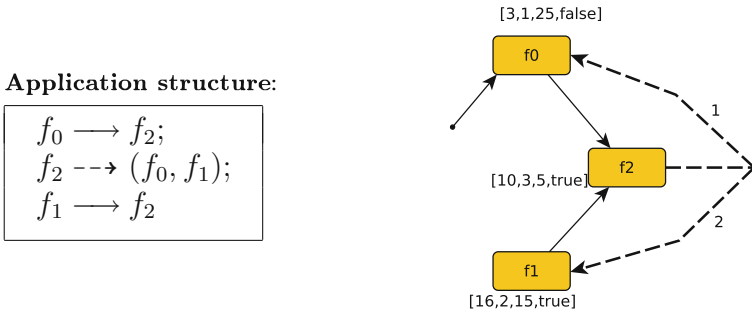 Application structure:
f₀ ⟶ f₂;
f₂ ⇢ (f₀, f₁);
f₁ ⟶ f₂
[3,1,25,false]
f0
1
f2
[10,3,5,true]
2
f1
[16,2,15,true]